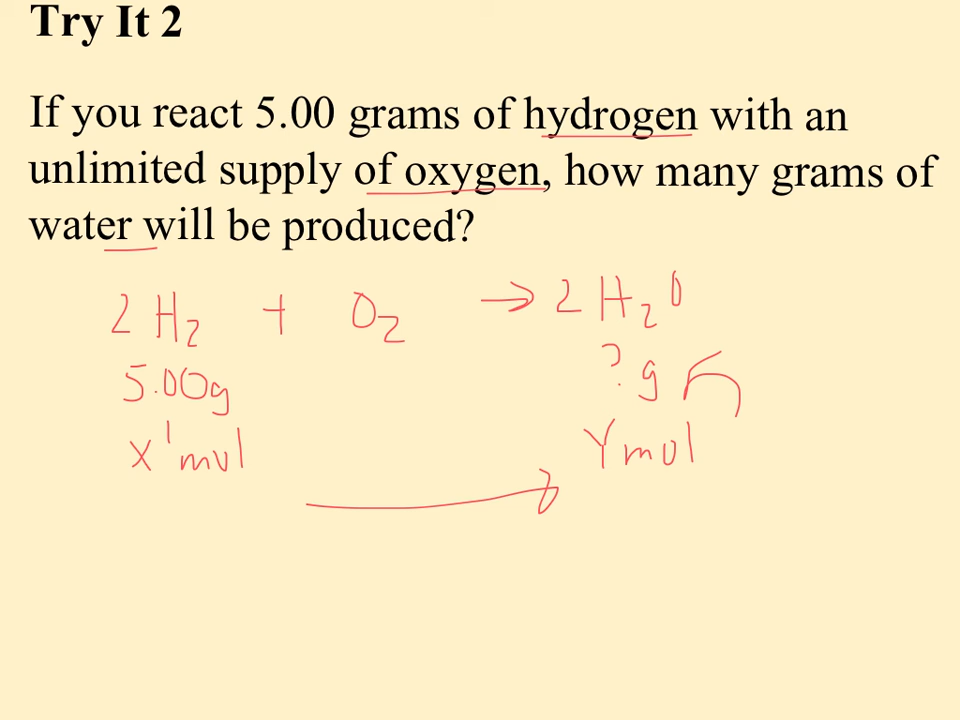 Try It 2
If you react 5.00 grams of hydrogen with an
unlimited supply of oxygen, how many grams of
water will be produced?
2 H2 + O2 → 2 H2O
5.00g ? g
x mol Y mol